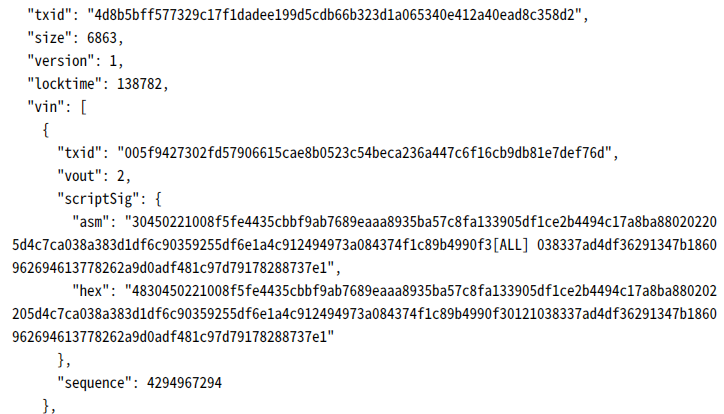 "txid": "4d8b5bff577329c17f1dadee199d5cdb66b323d1a065340e412a40ead8c358d2",
"size": 6863,
"version": 1,
"locktime": 138782,
"vin": [
{
"txid": "005f9427302fd57906615cae8b0523c54beca236a447c6f16cb9db81e7def76d",
"vout": 2,
"scriptSig": {
"asm": "30450221008f5fe4435cbbf9ab7689eaaa8935ba57c8fa133905df1ce2b4494c17a8ba88020220
5d4c7ca038a383d1df6c90359255df6e1a4c912494973a084374f1c89b4990f3[ALL] 038337ad4df36291347b1860
962694613778262a9d0adf481c97d79178288737e1",
"hex": "4830450221008f5fe4435cbbf9ab7689eaaa8935ba57c8fa133905df1ce2b4494c17a8ba880202
205d4c7ca038a383d1df6c90359255df6e1a4c912494973a084374f1c89b4990f30121038337ad4df36291347b1860
962694613778262a9d0adf481c97d79178288737e1"
},
"sequence": 4294967294
},